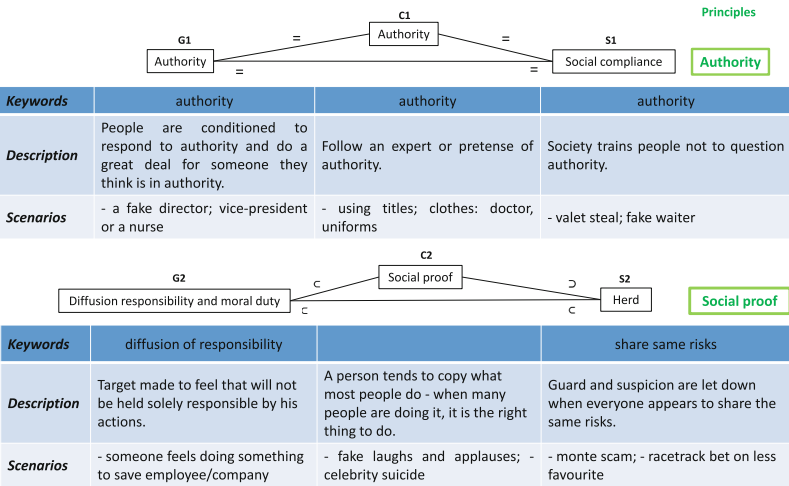 Principles
C1
Authority
G1
Authority
S1
Social compliance
Authority
=
=
=
=
Keywords
authority
authority
authority
Description
People are conditioned to
respond to authority and do a
great deal for someone they
think is in authority.
Follow an expert or pretense of
authority.
Society trains people not to question
authority.
Scenarios
- a fake director; vice-president
or a nurse
- using titles; clothes: doctor,
uniforms
- valet steal; fake waiter
C2
Social proof
G2
Diffusion responsibility and moral duty
S2
Herd
Social proof
⊂
⊃
⊂
⊂
Keywords
diffusion of responsibility
share same risks
Description
Target made to feel that will not
be held solely responsible by his
actions.
A person tends to copy what
most people do - when many
people are doing it, it is the right
thing to do.
Guard and suspicion are let down
when everyone appears to share the
same risks.
Scenarios
- someone feels doing something
to save employee/company
- fake laughs and applauses; -
celebrity suicide
- monte scam; - racetrack bet on less
favourite